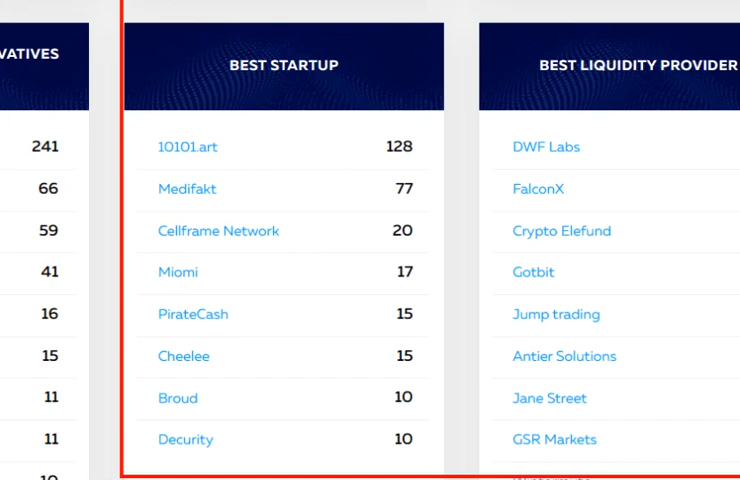 VATIVES
241
66
59
41
16
15
11
11
10
BEST STARTUP
10101.art 128
Medifakt 77
Cellframe Network 20
Miomi 17
PirateCash 15
Cheelee 15
Broud 10
Decurity 10
BEST LIQUIDITY PROVIDER
DWF Labs
FalconX
Crypto Elefund
Gotbit
Jump trading
Antier Solutions
Jane Street
GSR Markets